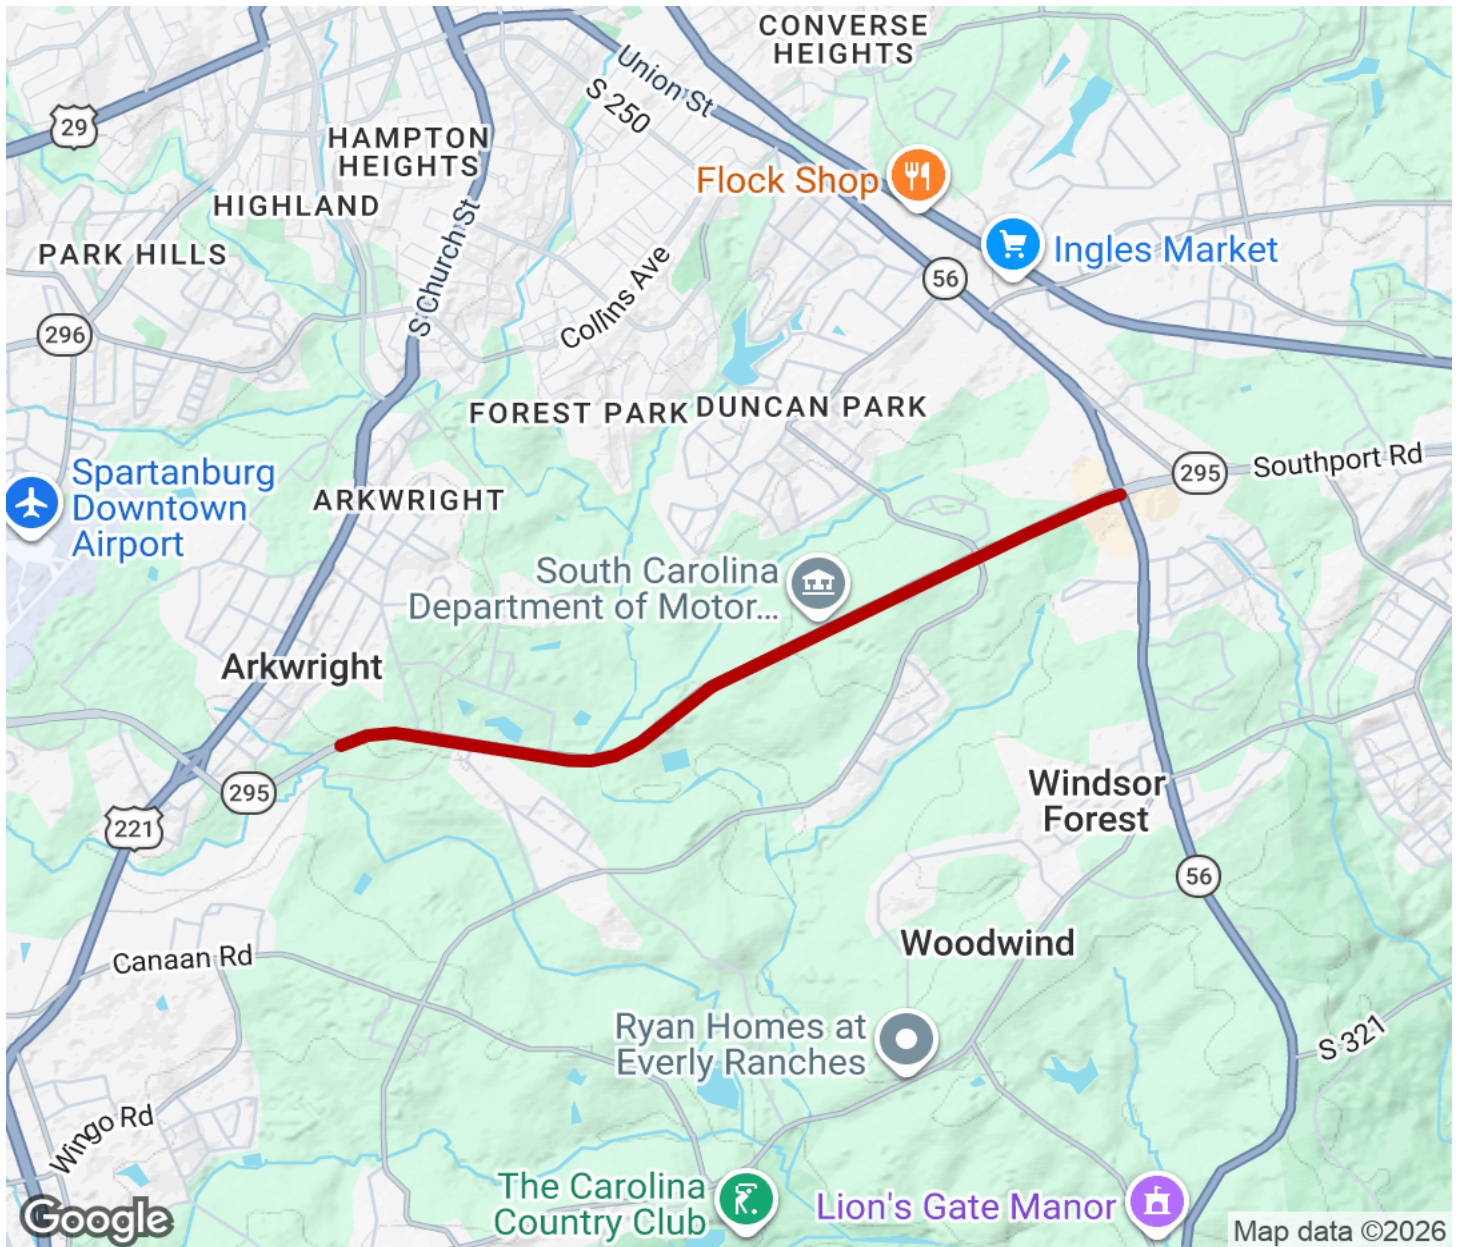 CONVERSE
HEIGHTS
Union St
S 250
29
HAMPTON
HEIGHTS
Flock Shop
HIGHLAND
PARK HILLS
S Church St
Ingles Market
56
Collins Ave
296
FOREST PARK
DUNCAN PARK
Southport Rd
295
Spartanburg
Downtown
Airport
ARKWRIGHT
South Carolina
Department of Motor...
Arkwright
295
221
Windsor
Forest
56
Woodwind
Canaan Rd
Ryan Homes at
Everly Ranches
S 321
Wingo Rd
The Carolina
Country Club
Lion's Gate Manor
Google
Map data ©2026